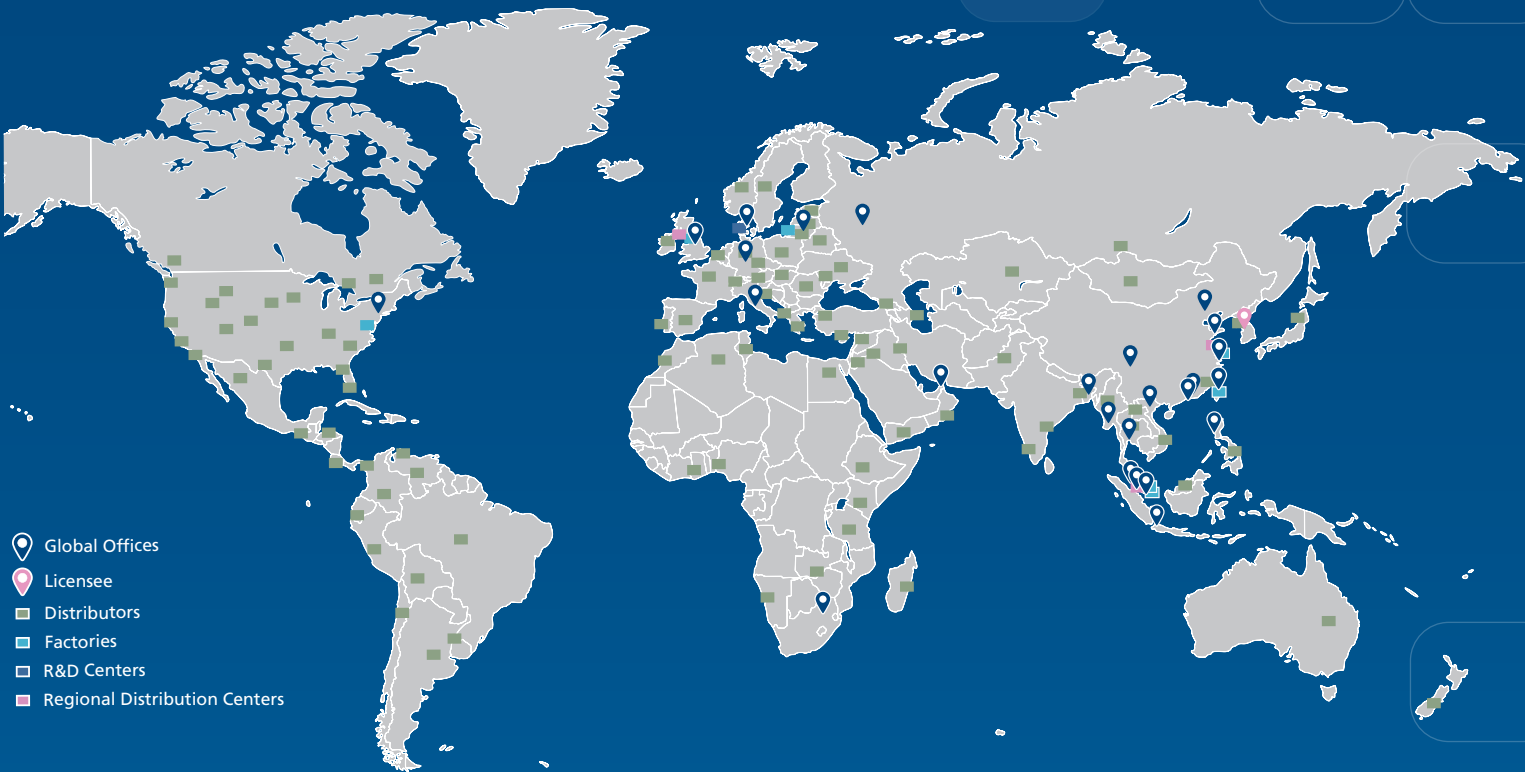 Global Offices
Licensee
Distributors
Factories
R&D Centers
Regional Distribution Centers